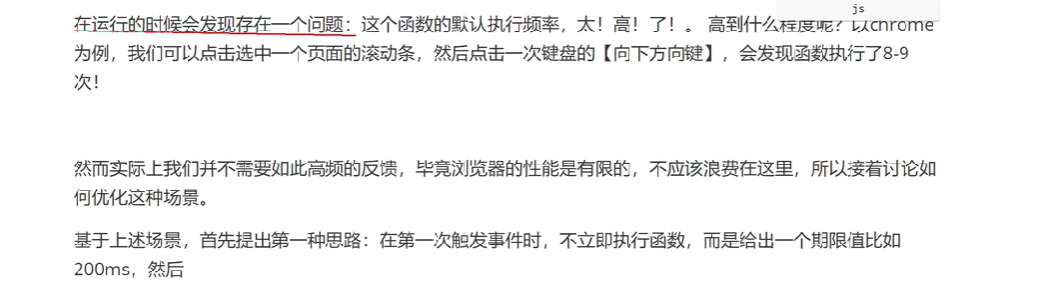 js
在运行的时候会发现存在一个问题：这个函数的默认执行频率，太！高！了！。 高到什么程度呢？以chrome
为例，我们可以点击选中一个页面的滚动条，然后点击一次键盘的【向下方向键】，会发现函数执行了8-9
次！
然而实际上我们并不需要如此高频的反馈，毕竟浏览器的性能是有限的，不应该浪费在这里，所以接着讨论如
何优化这种场景。
基于上述场景，首先提出第一种思路：在第一次触发事件时，不立即执行函数，而是给出一个期限值比如
200ms，然后